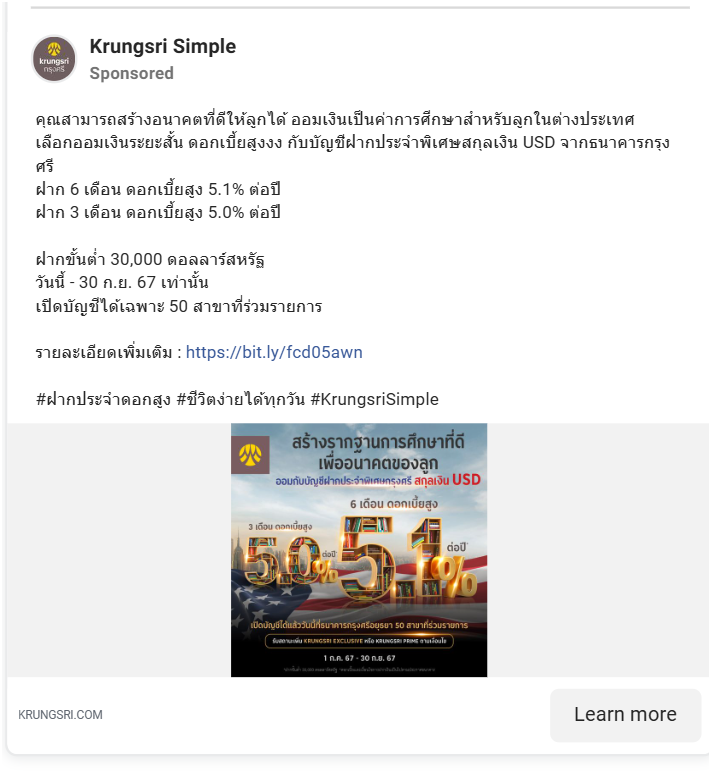 Krungsri Simple
Sponsored
krungsri
กรุงศรี
คุณสามารถสร้างอนาคตที่ดีให้ลูกได้ ออมเงินเป็นค่าการศึกษาสำหรับลูกในต่างประเทศ
เลือกออมเงินระยะสั้น ดอกเบี้ยสูงงง กับบัญชีฝากประจำพิเศษสกุลเงิน USD จากธนาคารกรุง
ศรี
ฝาก 6 เดือน ดอกเบี้ยสูง 5.1% ต่อปี
ฝาก 3 เดือน ดอกเบี้ยสูง 5.0% ต่อปี
ฝากขั้นต่ำ 30,000 ดอลลาร์สหรัฐ
วันนี้ - 30 ก.ย. 67 เท่านั้น
เปิดบัญชีได้เฉพาะ 50 สาขาที่ร่วมรายการ
รายละเอียดเพิ่มเติม : https://bit.ly/fcd05awn
#ฝากประจำดอกสูง #ชีวิตง่ายได้ทุกวัน #KrungsriSimple
สร้างรากฐานการศึกษาที่ดี
เพื่ออนาคตของลูก
ออมกับบัญชีฝากประจำพิเศษกรุงศรี สกุลเงิน USD
6 เดือน ดอกเบี้ยสูง
3 เดือน ดอกเบี้ยสูง
5.0% ต่อปี 5.1% ต่อปี
เปิดบัญชีได้แล้ววันนี้ที่ธนาคารกรุงศรีอยุธยา 50 สาขาที่ร่วมรายการ
รับสถานะเพิ่ม KRUNGSRI EXCLUSIVE หรือ KRUNGSRI PRIME ตามเงื่อนไข
1 ก.ค. 67 - 30 ก.ย. 67
KRUNGSRI.COM
Learn more